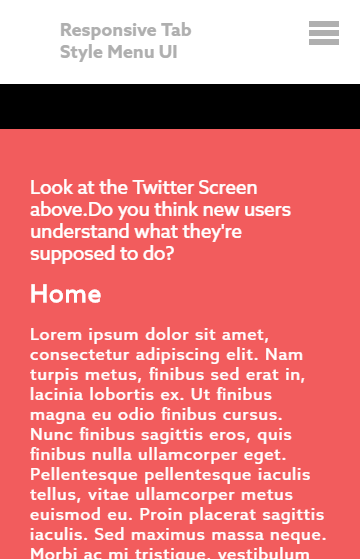 Responsive Tab
Style Menu UI
Look at the Twitter Screen
above.Do you think new users
understand what they're
supposed to do?
Home
Lorem ipsum dolor sit amet,
consectetur adipiscing elit. Nam
turpis metus, finibus sed erat in,
lacinia lobortis ex. Ut finibus
magna eu odio finibus cursus.
Nunc finibus sagittis eros, quis
finibus nulla ullamcorper eget.
Pellentesque pellentesque iaculis
tellus, vitae ullamcorper metus
euismod eu. Proin placerat sagittis
iaculis. Sed maximus massa neque.
Morbi ac mi tristique, vestibulum